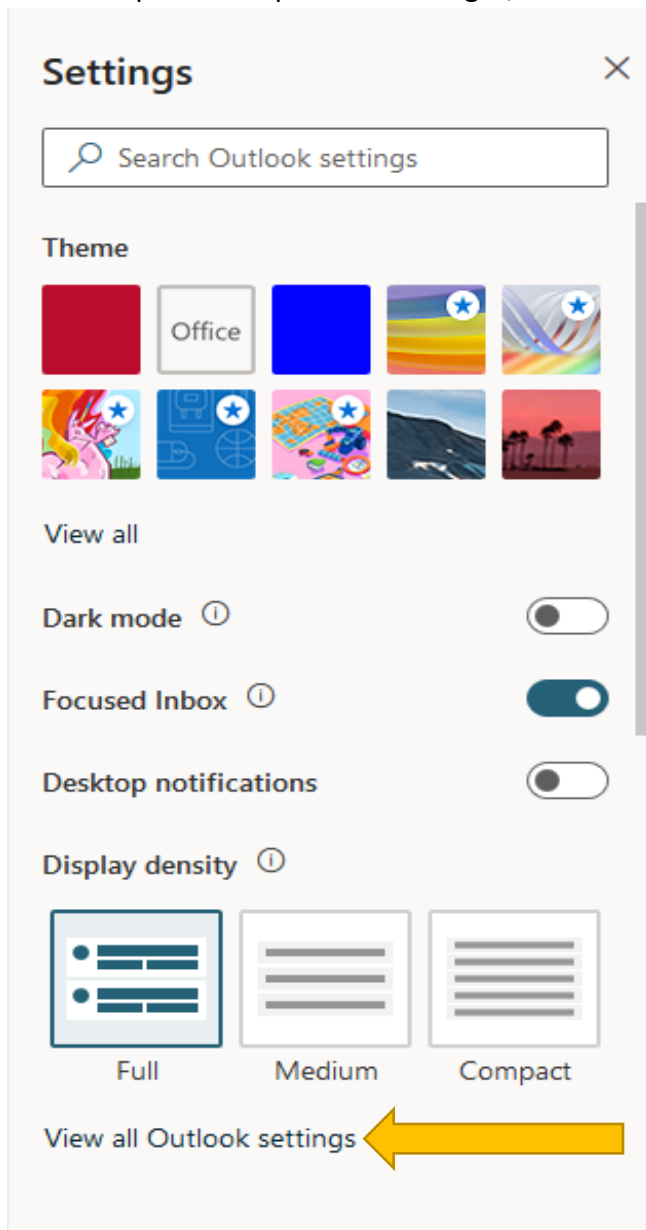 Settings
Search Outlook settings
Theme
Office
View all
Dark mode
Focused Inbox
Desktop notifications
Display density
Full Medium Compact
View all Outlook settings